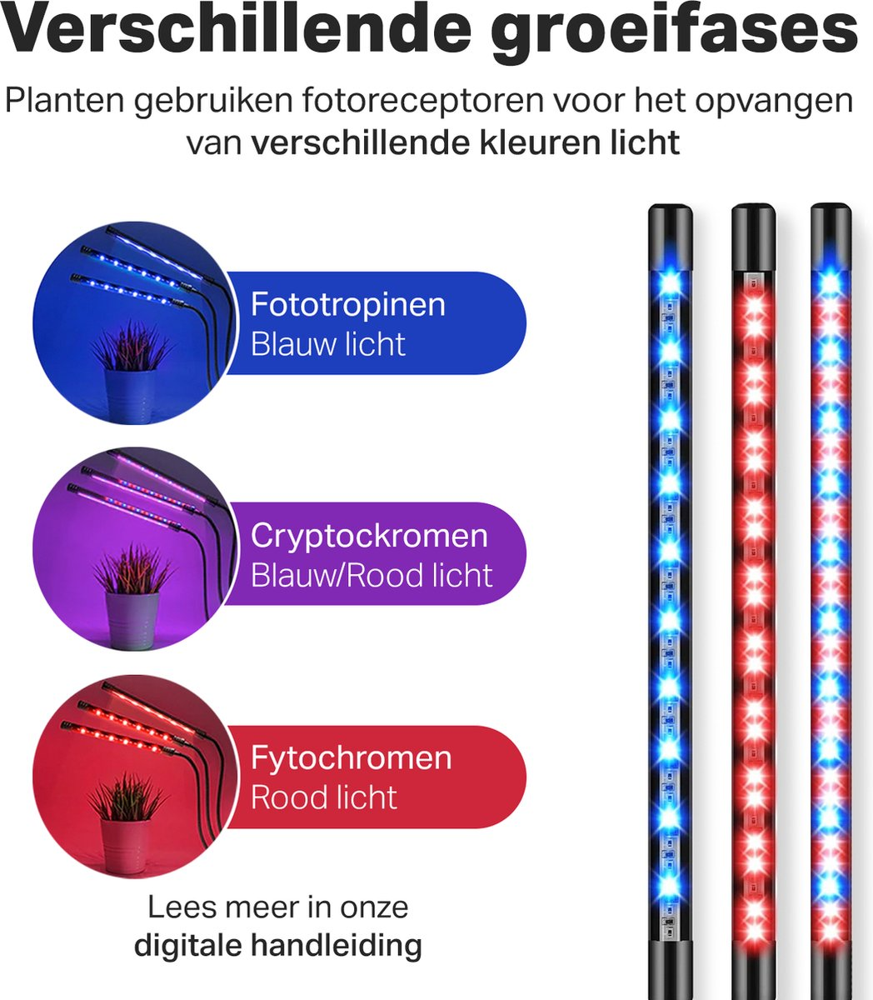 Verschillende groeifases
Planten gebruiken fotoreceptoren voor het opvangen
van verschillende kleuren licht
Fototropinen
Blauw licht
Cryptockromen
Blauw/Rood licht
Fytochromen
Rood licht
Lees meer in onze
digitale handleiding